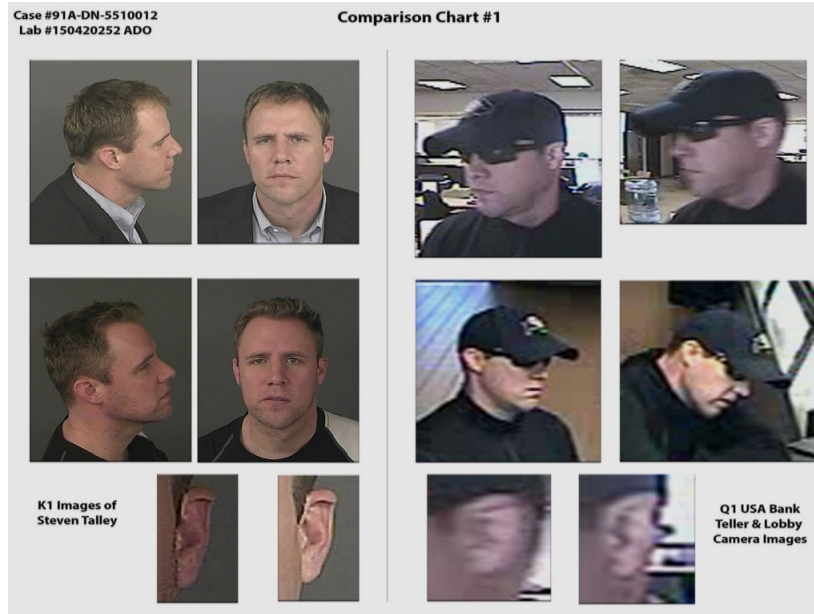 Case #91A-DN-5510012
Lab #150420252 ADO
Comparison Chart #1
K1 Images of
Steven Talley
Q1 USA Bank
Teller & Lobby
Camera Images